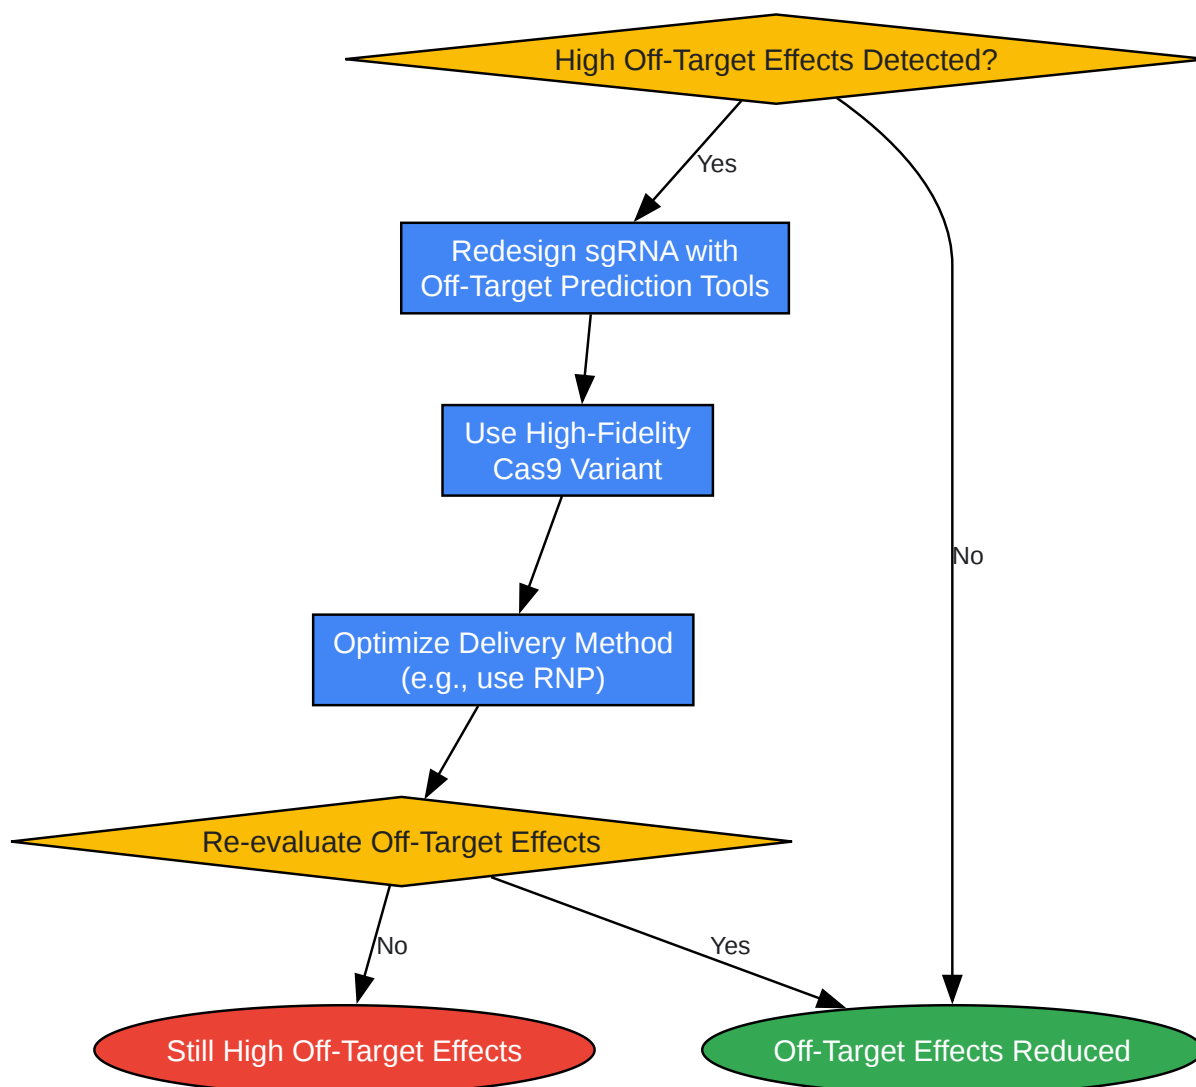 High Off-Target Effects Detected?
Yes
Redesign sgRNA with
Off-Target Prediction Tools
Use High-Fidelity
Cas9 Variant
No
Optimize Delivery Method
(e.g., use RNP)
Re-evaluate Off-Target Effects
No
Yes
Still High Off-Target Effects
Off-Target Effects Reduced